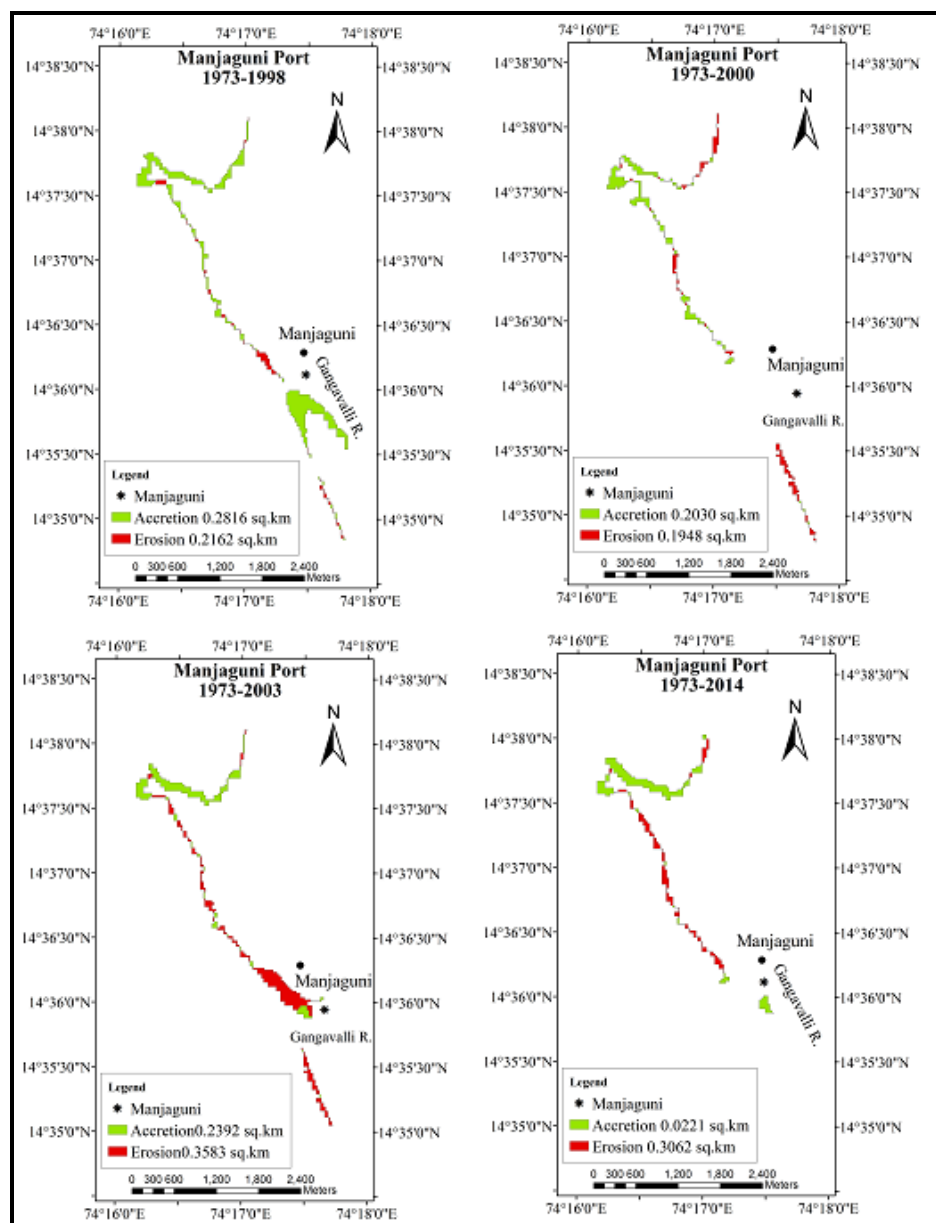 74°16'0"E 74°17'0"E 74°18'0"E
Manjaguni Port
1973-1998
N
14°38'30"N 14°38'30"N
14°38'0"N 14°38'0"N
14°37'30"N 14°37'30"N
14°37'0"N 14°37'0"N
14°36'30"N 14°36'30"N
Manjaguni
14°36'0"N 14°36'0"N
Gangavalli R.
14°35'30"N 14°35'30"N
14°35'0"N 14°35'0"N
Legend
Manjaguni
Accretion 0.2816 sq.km
Erosion 0.2162 sq.km
0 300 600 1,200 1,800 2,400
Meters
74°16'0"E 74°17'0"E 74°18'0"E
74°16'0"E 74°17'0"E 74°18'0"E
Manjaguni Port
1973-2000
N
14°38'30"N 14°38'30"N
14°38'0"N 14°38'0"N
14°37'30"N 14°37'30"N
14°37'0"N 14°37'0"N
14°36'30"N 14°36'30"N
Manjaguni
14°36'0"N 14°36'0"N
Gangavalli R.
14°35'30"N 14°35'30"N
14°35'0"N 14°35'0"N
Legend
Manjaguni
Accretion 0.2030 sq.km
Erosion 0.1948 sq.km
0 300 600 1,200 1,800 2,400
Meters
74°16'0"E 74°17'0"E 74°18'0"E
74°16'0"E 74°17'0"E 74°18'0"E
Manjaguni Port
1973-2003
N
14°38'30"N 14°38'30"N
14°38'0"N 14°38'0"N
14°37'30"N 14°37'30"N
14°37'0"N 14°37'0"N
14°36'30"N 14°36'30"N
Manjaguni
14°36'0"N 14°36'0"N
Gangavalli R.
14°35'30"N 14°35'30"N
14°35'0"N 14°35'0"N
Legend
Manjaguni
Accretion0.2392 sq.km
Erosion0.3583 sq.km
0 300 600 1,200 1,800 2,400
Meters
74°16'0"E 74°17'0"E 74°18'0"E
74°16'0"E 74°17'0"E 74°18'0"E
Manjaguni Port
1973-2014
N
14°38'30"N 14°38'30"N
14°38'0"N 14°38'0"N
14°37'30"N 14°37'30"N
14°37'0"N 14°37'0"N
14°36'30"N 14°36'30"N
Manjaguni
14°36'0"N 14°36'0"N
Gangavalli R.
14°35'30"N 14°35'30"N
14°35'0"N 14°35'0"N
Legend
Manjaguni
Accretion 0.0221 sq.km
Erosion 0.3062 sq.km
0 300 600 1,200 1,800 2,400
Meters
74°16'0"E 74°17'0"E 74°18'0"E